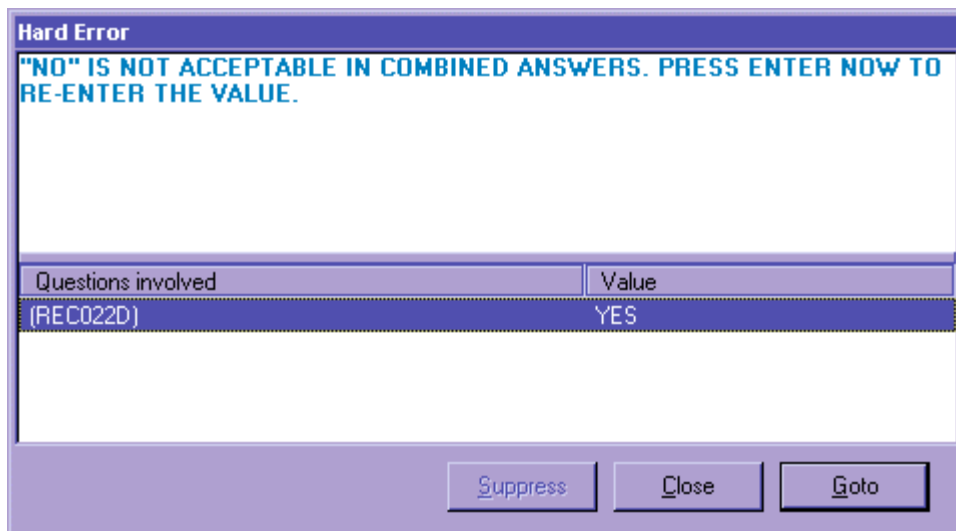 Hard Error
"NO" IS NOT ACCEPTABLE IN COMBINED ANSWERS. PRESS ENTER NOW TO
RE-ENTER THE VALUE.
Questions involved Value
(REC022D) YES
Suppress Close Goto